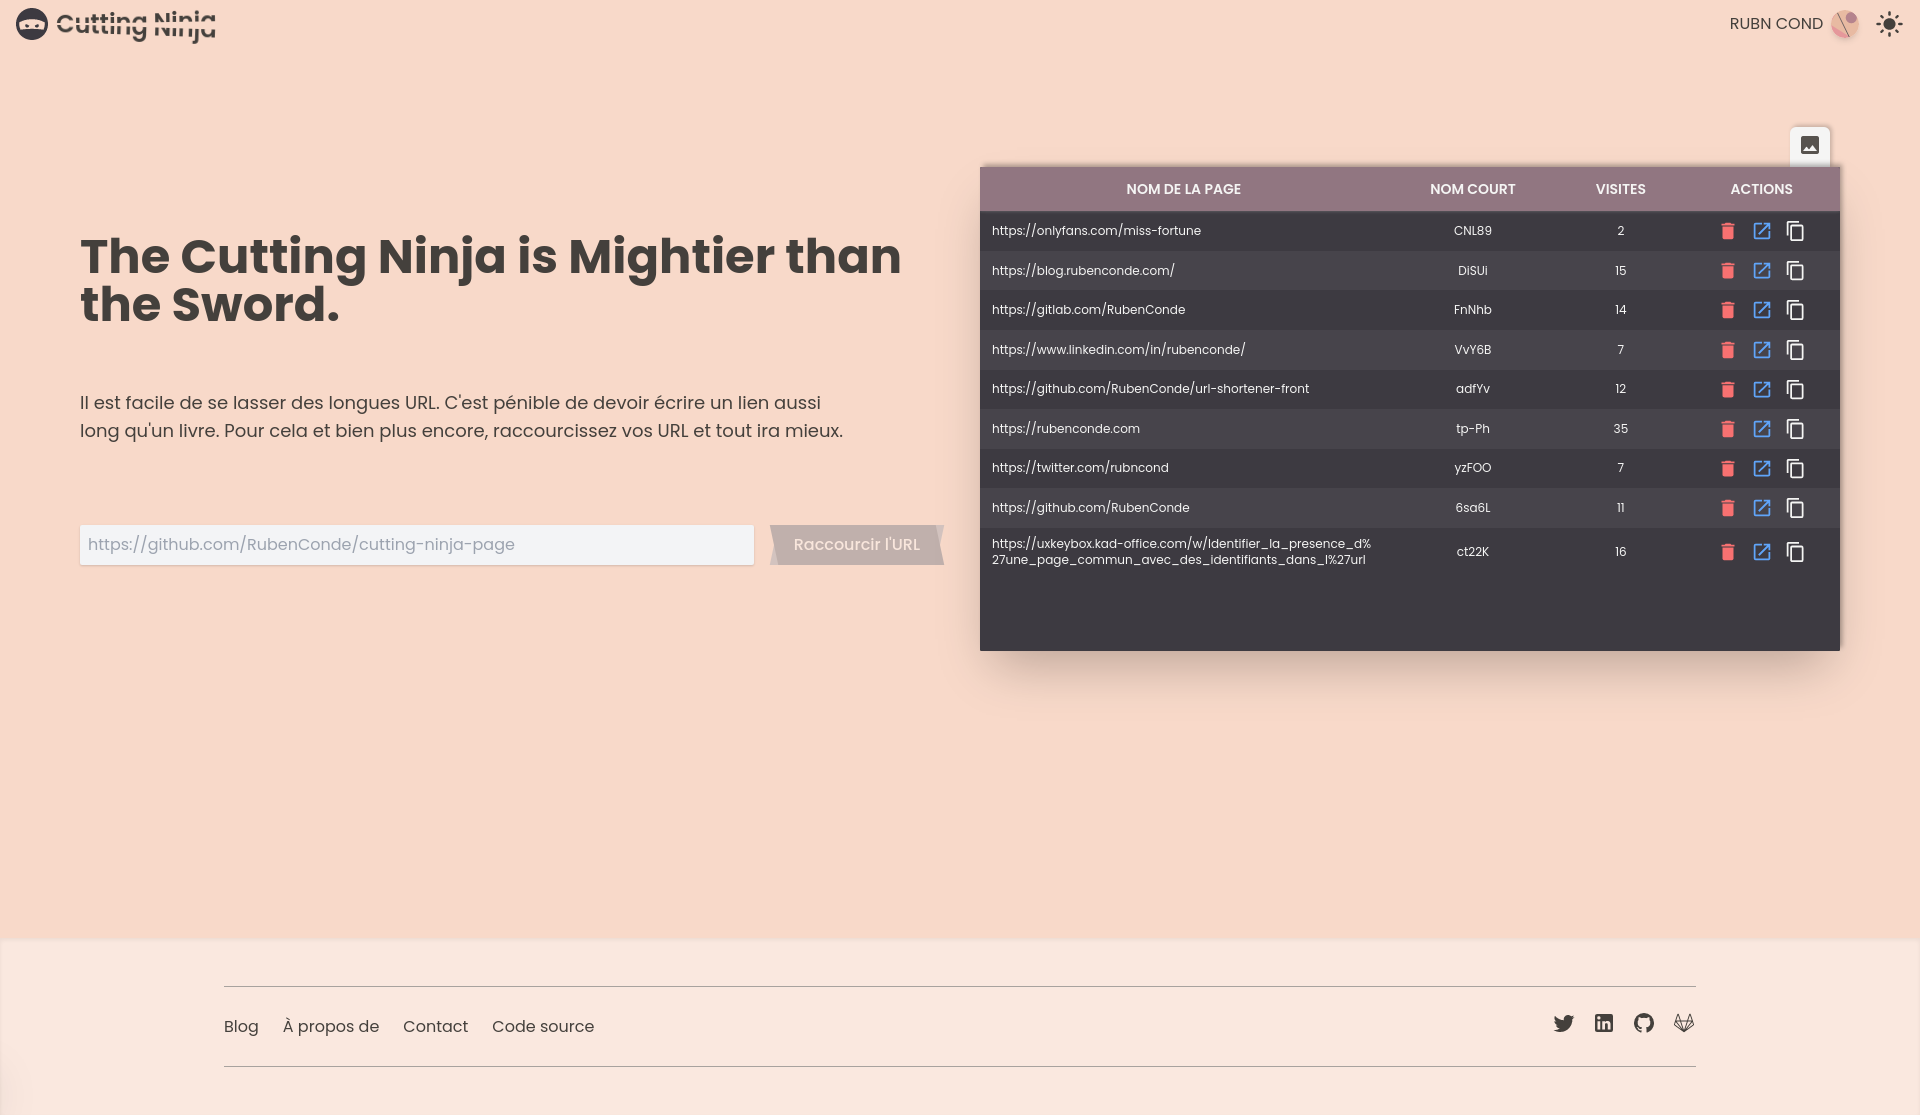 Cutting Ninja
RUBN COND
The Cutting Ninja is Mightier than
the Sword.
Il est facile de se lasser des longues URL. C'est pénible de devoir écrire un lien aussi
long qu'un livre. Pour cela et bien plus encore, raccourcissez vos URL et tout ira mieux.
https://github.com/RubenConde/cutting-ninja-page
Raccourcir l'URL
NOM DE LA PAGE NOM COURT VISITES ACTIONS
https://onlyfans.com/miss-fortune CNL89 2
https://blog.rubenconde.com/ DiSUi 15
https://gitlab.com/RubenConde FnNhb 14
https://www.linkedin.com/in/rubenconde/ VvY6B 7
https://github.com/RubenConde/url-shortener-front adfYv 12
https://rubenconde.com tp-Ph 35
https://twitter.com/rubncond yzFOO 7
https://github.com/RubenConde 6sa6L 11
https://uxkeybox.kad-office.com/w/Identifier_la_presence_d%
27une_page_commun_avec_des_identifiants_dans_l%27url ct22K 16
Blog À propos de Contact Code source